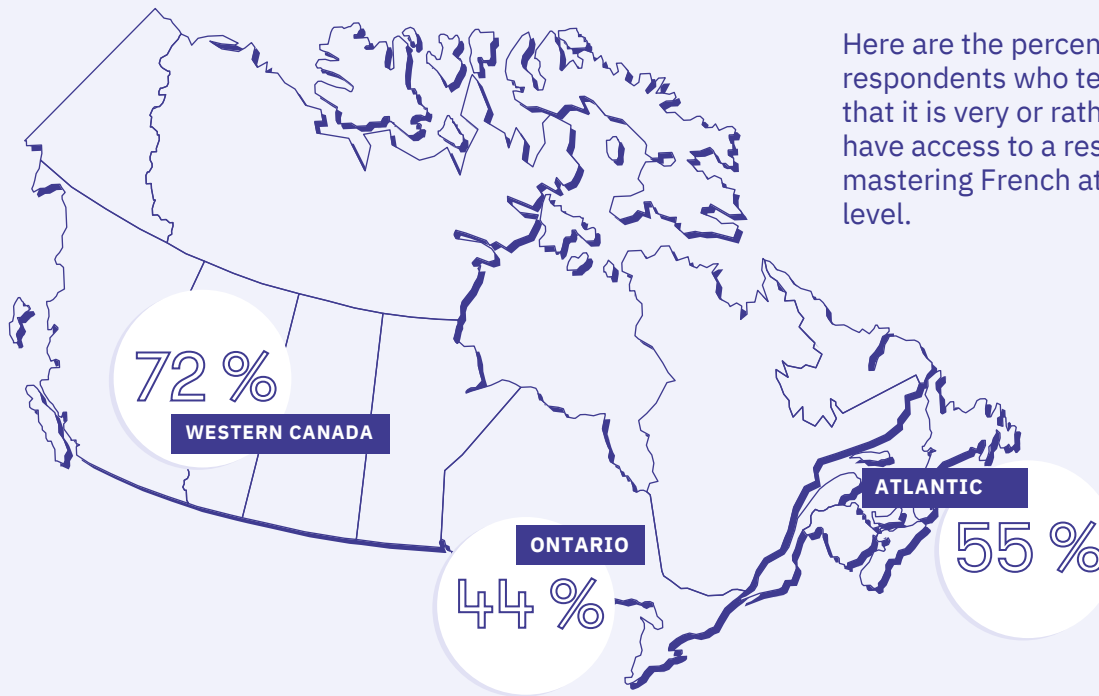 Here are the percen
respondents who te
that it is very or rath
have access to a res
mastering French at
level.
72 %
WESTERN CANADA
ATLANTIC
55 %
ONTARIO
44 %